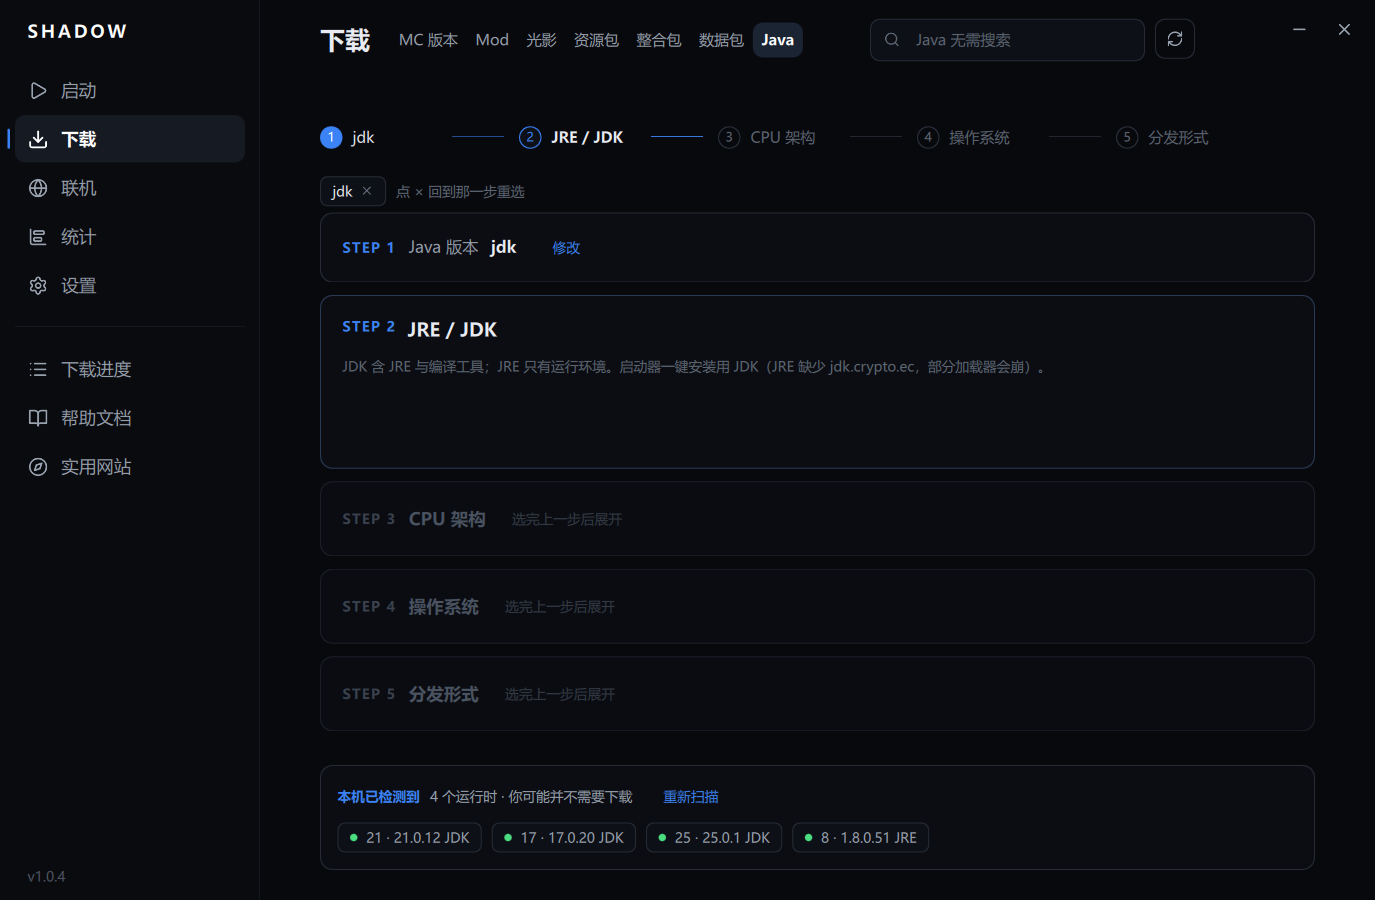 SHADOW
启动
下载
联机
统计
设置
下载进度
帮助文档
实用网站
v1.0.4
下载
MC 版本
Mod
光影
资源包
整合包
数据包
Java
Java 无需搜索
1 jdk
2 JRE / JDK
3 CPU 架构
4 操作系统
5 分发形式
jdk × 点 × 回到那一步重选
STEP 1 Java 版本 jdk 修改
STEP 2 JRE / JDK
JDK 含 JRE 与编译工具；JRE 只有运行环境。启动器一键安装用 JDK（JRE 缺少 jdk.crypto.ec，部分加载器会崩）。
STEP 3 CPU 架构 选完上一步后展开
STEP 4 操作系统 选完上一步后展开
STEP 5 分发形式 选完上一步后展开
本机已检测到 4 个运行时 · 你可能并不需要下载 重新扫描
21 · 21.0.12 JDK
17 · 17.0.20 JDK
25 · 25.0.1 JDK
8 · 1.8.0.51 JRE